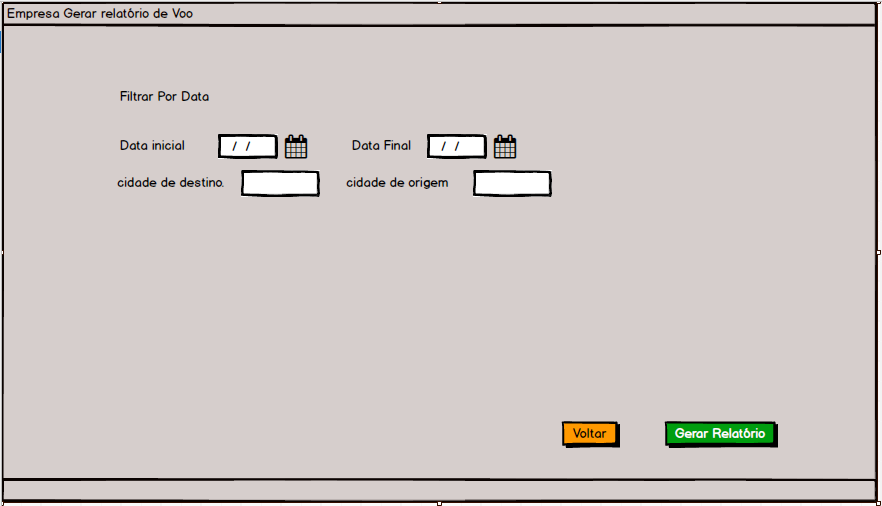 Empresa Gerar relatório de Voo
Filtrar Por Data
Data inicial / / Data Final / /
cidade de destino. cidade de origem
Voltar Gerar Relatório